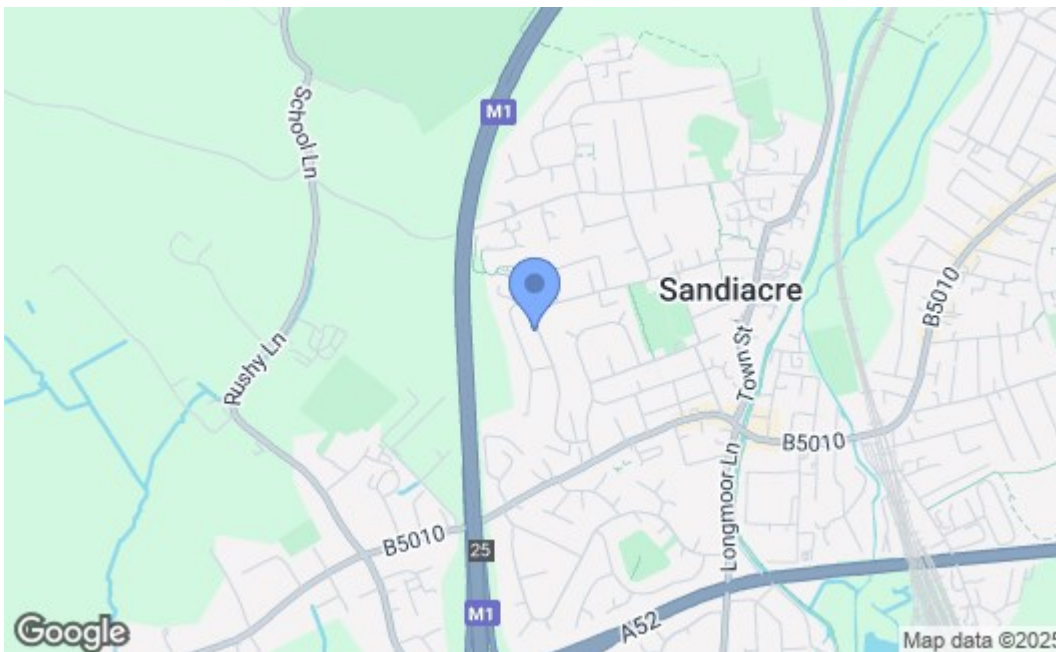 M1
School Ln
Sandiacre
B5010
Rushy Ln
Town St
B5010
Longmoor Ln
B5010
25
M1
A52
Google
Map data ©2025